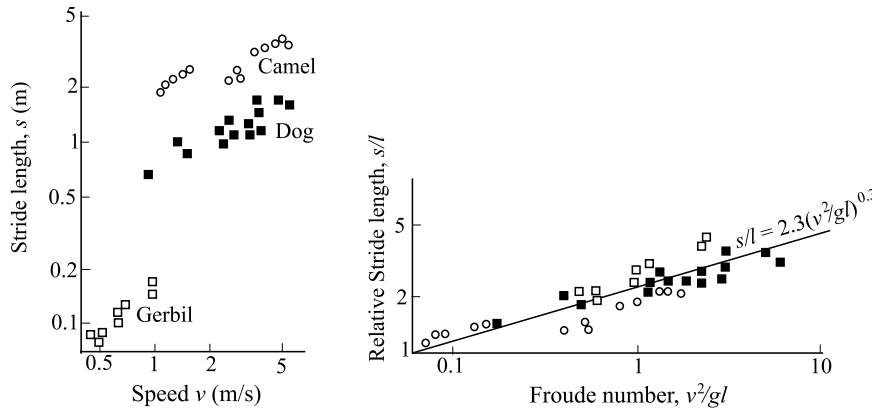 5
2
1
0.5
0.2
0.1
Stride length, s (m)
Camel
Dog
Gerbil
0.5 1 2 5
Speed v (m/s)
Relative Stride length, s/l
5
2
1
s/l = 2.3(v²/gl)^0.3
0.1 1 10
Froude number, v²/gl